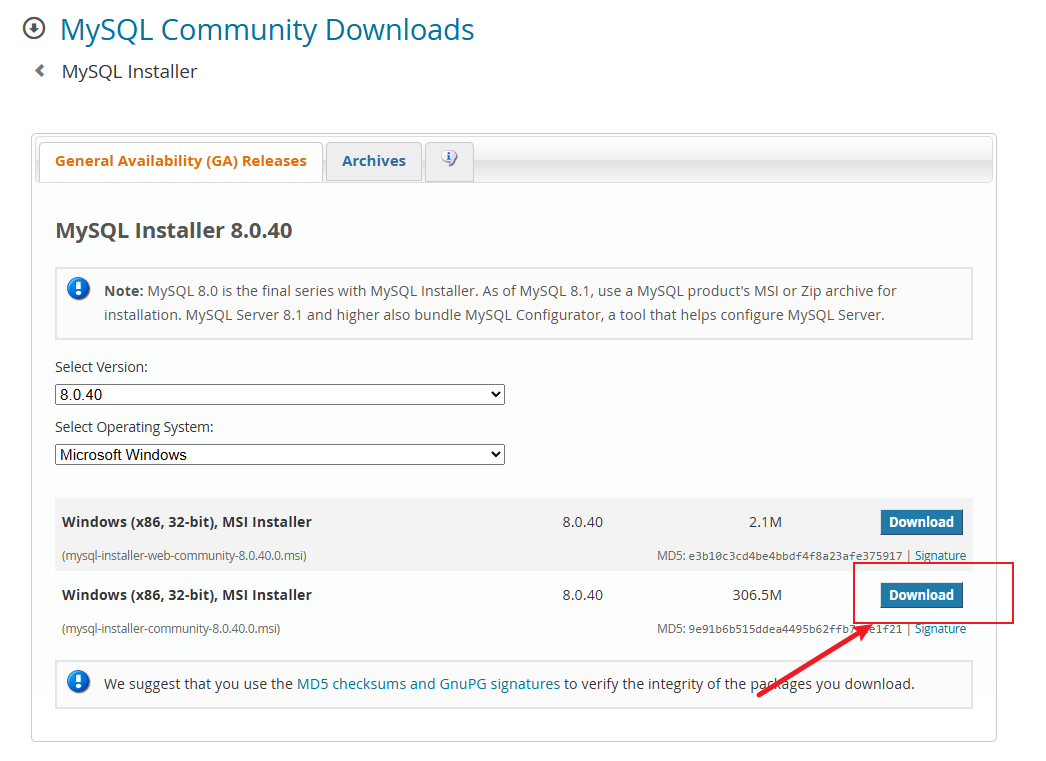 MySQL Community Downloads
MySQL Installer
General Availability (GA) Releases
Archives
MySQL Installer 8.0.40
Note: MySQL 8.0 is the final series with MySQL Installer. As of MySQL 8.1, use a MySQL product's MSI or Zip archive for
installation. MySQL Server 8.1 and higher also bundle MySQL Configurator, a tool that helps configure MySQL Server.
Select Version:
8.0.40
Select Operating System:
Microsoft Windows
Windows (x86, 32-bit), MSI Installer 8.0.40 2.1M Download
(mysql-installer-web-community-8.0.40.0.msi) MD5: e3b10c3cd4be4bbdf4f8a23afe375917 | Signature
Windows (x86, 32-bit), MSI Installer 8.0.40 306.5M Download
(mysql-installer-community-8.0.40.0.msi) MD5: | Signature
We suggest that you use the MD5 checksums and GnuPG signatures to verify the integrity of the packages you download.